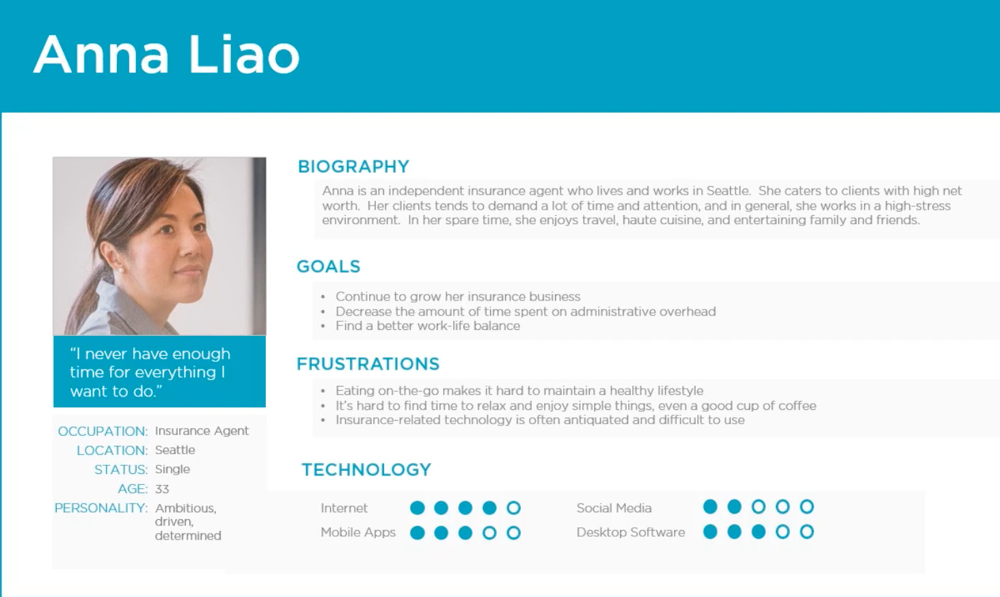 Anna Liao
“I never have enough
time for everything I
want to do.”
OCCUPATION: Insurance Agent
LOCATION: Seattle
STATUS: Single
AGE: 33
PERSONALITY: Ambitious,
driven,
determined
BIOGRAPHY
Anna is an independent insurance agent who lives and works in Seattle.  She caters to clients with high net
worth.  Her clients tends to demand a lot of time and attention, and in general, she works in a high-stress
environment.  In her spare time, she enjoys travel, haute cuisine, and entertaining family and friends.
GOALS
• Continue to grow her insurance business
• Decrease the amount of time spent on administrative overhead
• Find a better work-life balance
FRUSTRATIONS
• Eating on-the-go makes it hard to maintain a healthy lifestyle
• It’s hard to find time to relax and enjoy simple things, even a good cup of coffee
• Insurance-related technology is often antiquated and difficult to use
TECHNOLOGY
Internet
Social Media
Mobile Apps
Desktop Software